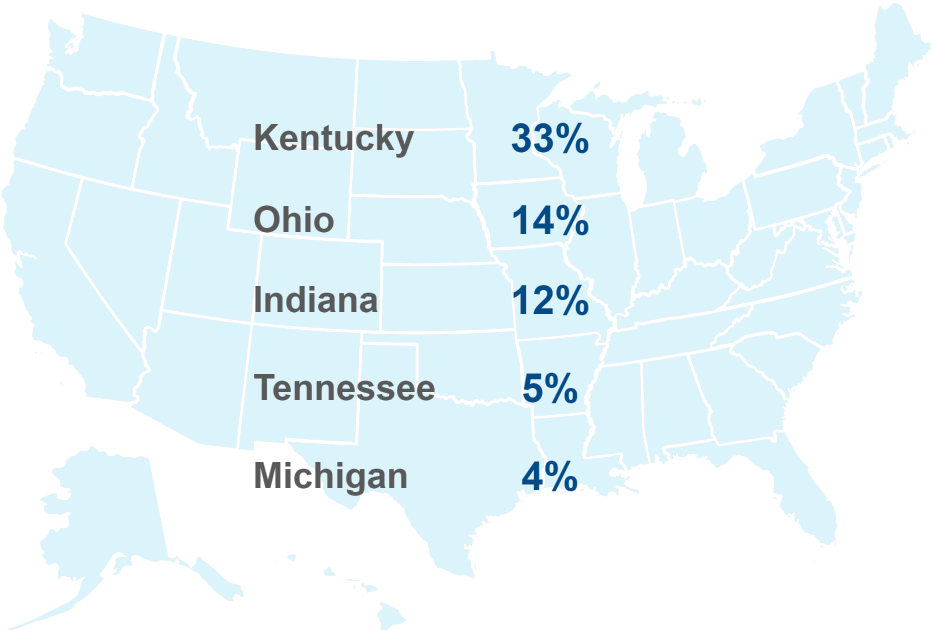 Kentucky 33%
Ohio 14%
Indiana 12%
Tennessee 5%
Michigan 4%